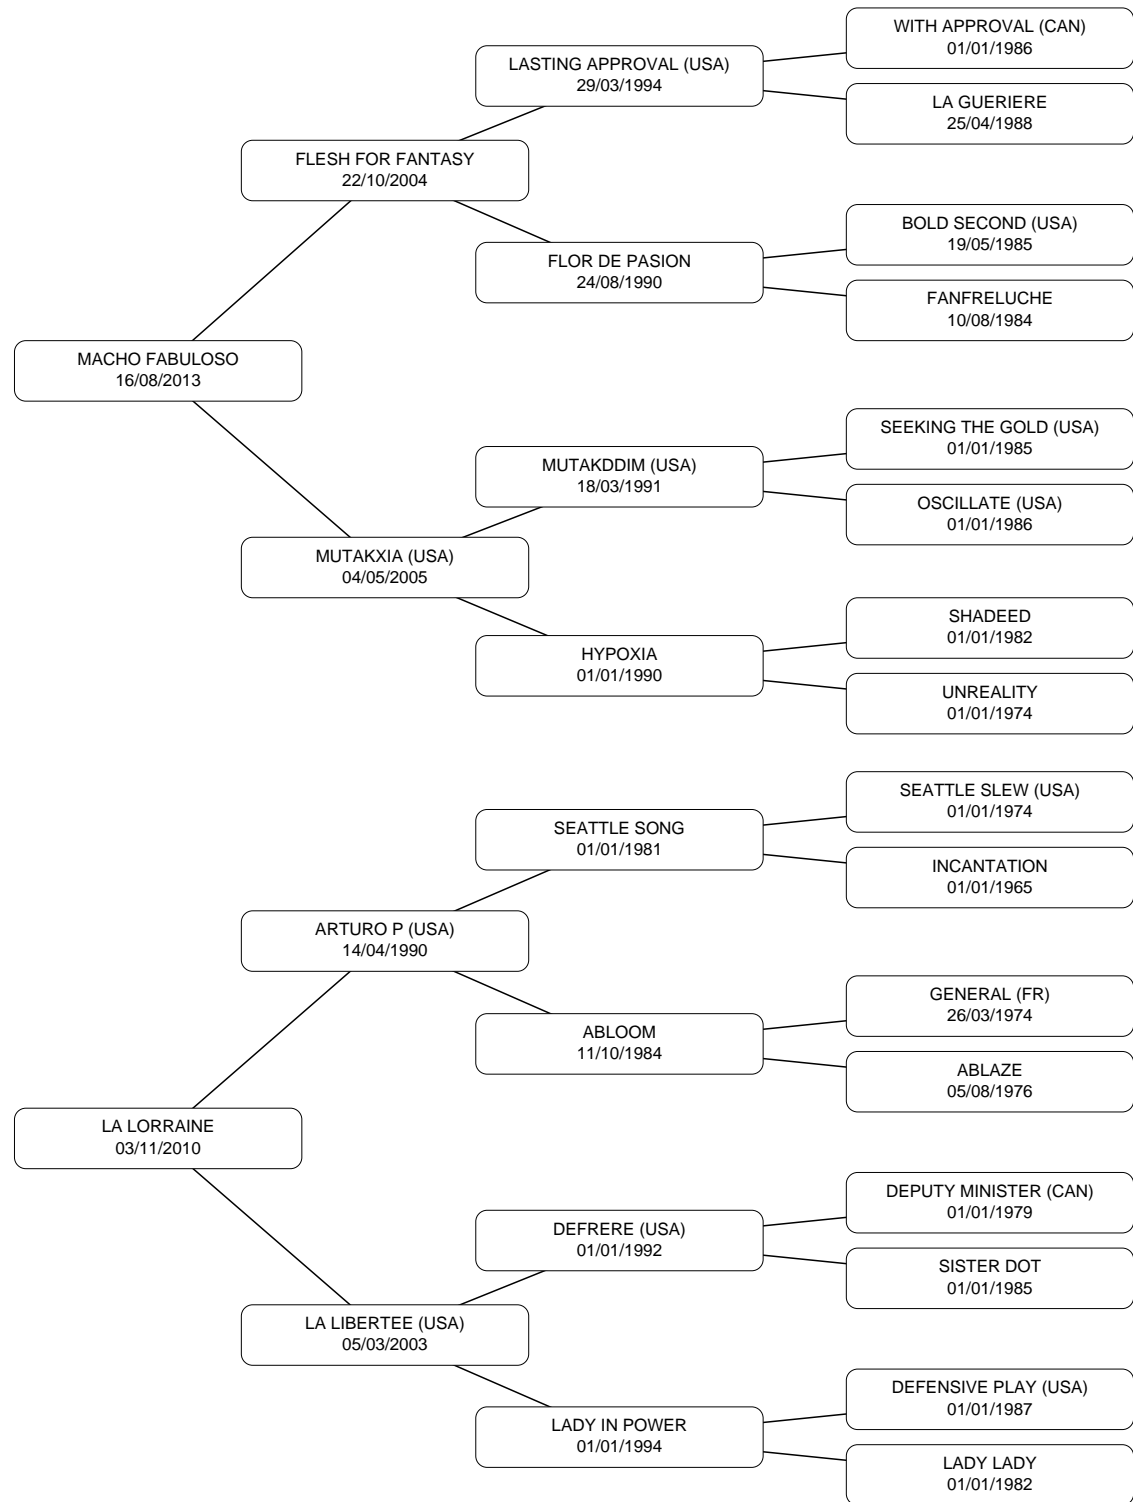 WITH APPROVAL (CAN)
01/01/1986
LASTING APPROVAL (USA)
29/03/1994
LA GUERIERE
25/04/1988
FLESH FOR FANTASY
22/10/2004
BOLD SECOND (USA)
19/05/1985
FLOR DE PASION
24/08/1990
FANFRELUCHE
10/08/1984
MACHO FABULOSO
16/08/2013
SEEKING THE GOLD (USA)
01/01/1985
MUTAKDDIM (USA)
18/03/1991
OSCILLATE (USA)
01/01/1986
MUTAKXIA (USA)
04/05/2005
SHADEED
01/01/1982
HYPOXIA
01/01/1990
UNREALITY
01/01/1974
SEATTLE SLEW (USA)
01/01/1974
SEATTLE SONG
01/01/1981
INCANTATION
01/01/1965
ARTURO P (USA)
14/04/1990
GENERAL (FR)
26/03/1974
ABLOOM
11/10/1984
ABLAZE
05/08/1976
LA LORRAINE
03/11/2010
DEPUTY MINISTER (CAN)
01/01/1979
DEFRERE (USA)
01/01/1992
SISTER DOT
01/01/1985
LA LIBERTEE (USA)
05/03/2003
DEFENSIVE PLAY (USA)
01/01/1987
LADY IN POWER
01/01/1994
LADY LADY
01/01/1982